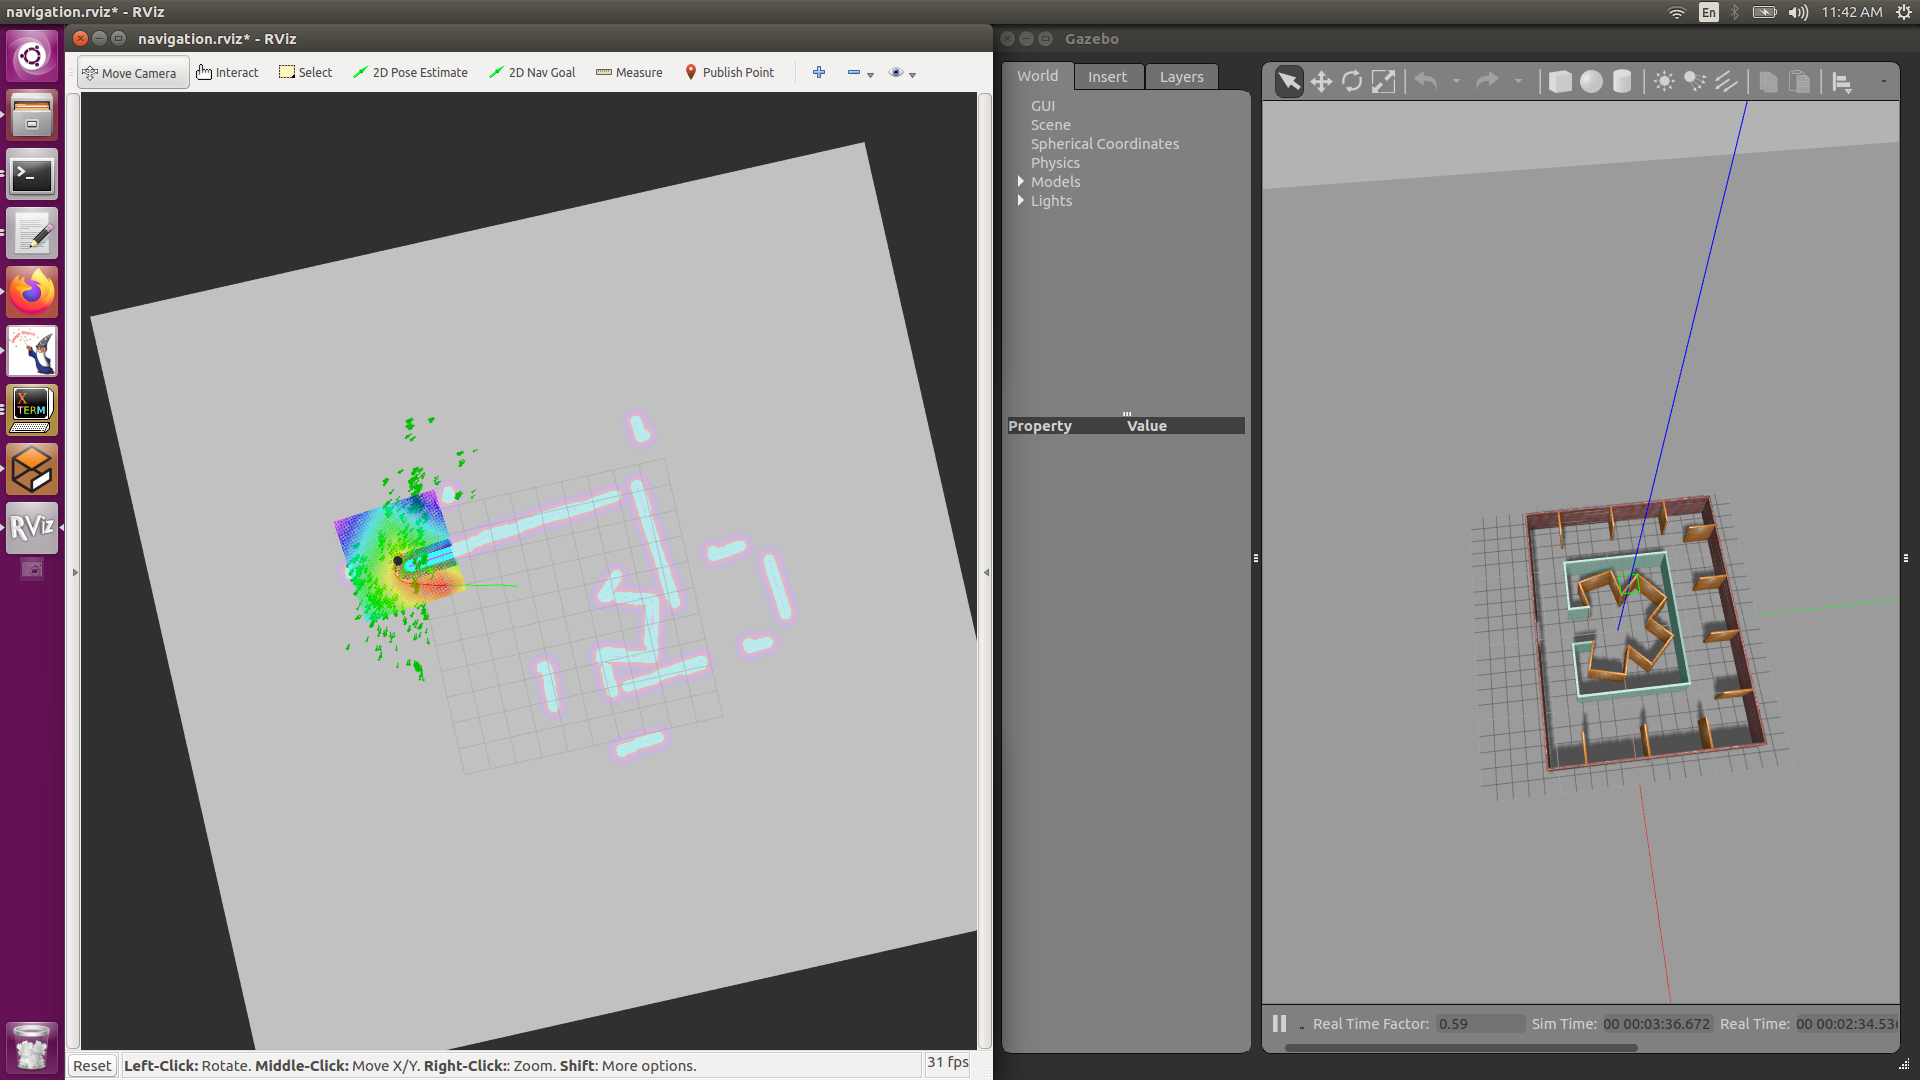 navigation.rviz* - RViz
En
11:42 AM
navigation.rviz* - RViz
Move Camera Interact Select 2D Pose Estimate 2D Nav Goal Measure Publish Point
X
TERM
RViz
Reset Left-Click: Rotate. Middle-Click: Move X/Y. Right-Click:: Zoom. Shift: More options. 31 fps
Gazebo
World Insert Layers
GUI
Scene
Spherical Coordinates
Physics
Models
Lights
Property Value
Real Time Factor: 0.59 Sim Time: 00 00:03:36.672 Real Time: 00 00:02:34.53